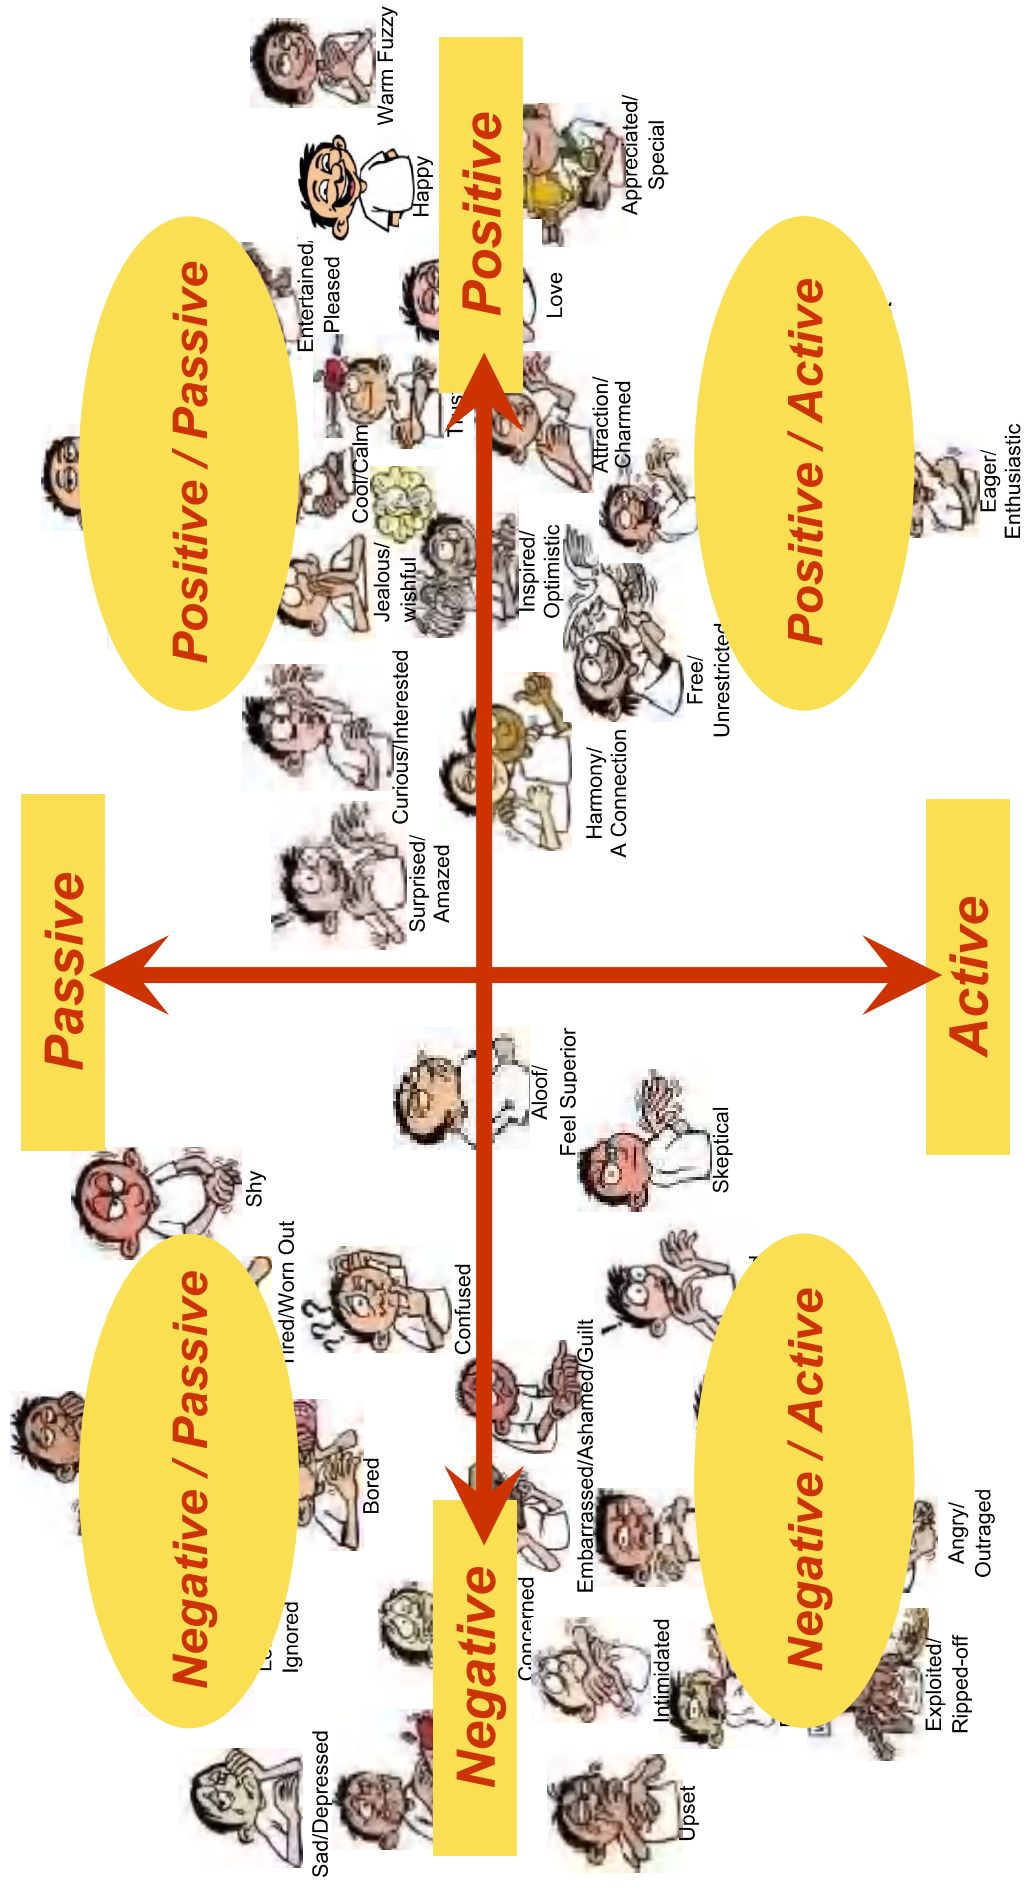 Passive
Shy
Negative / Passive
Positive / Passive
Worn Out
Ignored
Sad/Depressed
Bored
Confused
Surprised/
Amazed
Curious/Interested
Jealous/
wishful
Cool/Calm
Entertained/
Pleased
Happy
Warm Fuzzy
Negative
Positive
Concerned
Embarrassed/Ashamed/Guilt
Aloof/
Feel Superior
Harmony/
A Connection
Inspired/
Optimistic
Attraction/
Charmed
Love
Appreciated/
Special
Upset
Intimidated
Skeptical
Free/
Unrestricted
Negative / Active
Positive / Active
Exploited/
Ripped-off
Angry/
Outraged
Eager/
Enthusiastic
Active